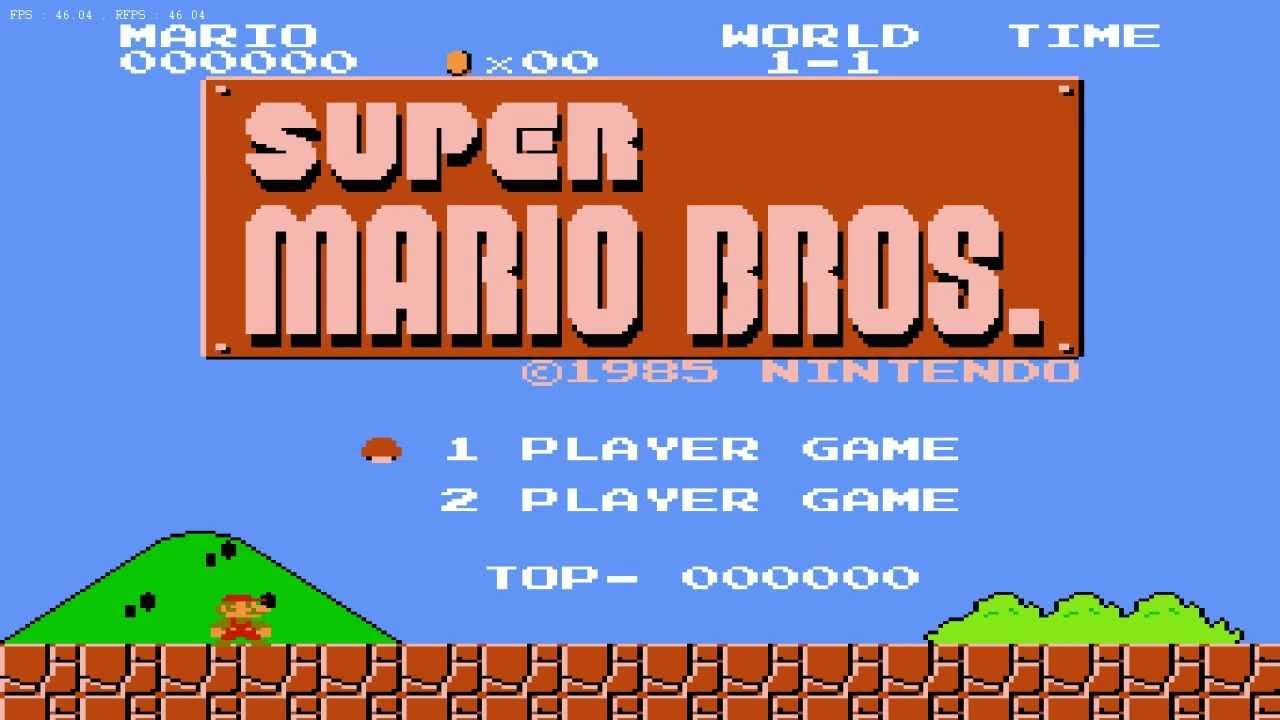 FPS : 46.04 . RFPS : 46.04
MARIO WORLD TIME
000000 ×00 1-1
SUPER
MARIO BROS.
©1985 NINTENDO
1 PLAYER GAME
2 PLAYER GAME
TOP- 000000